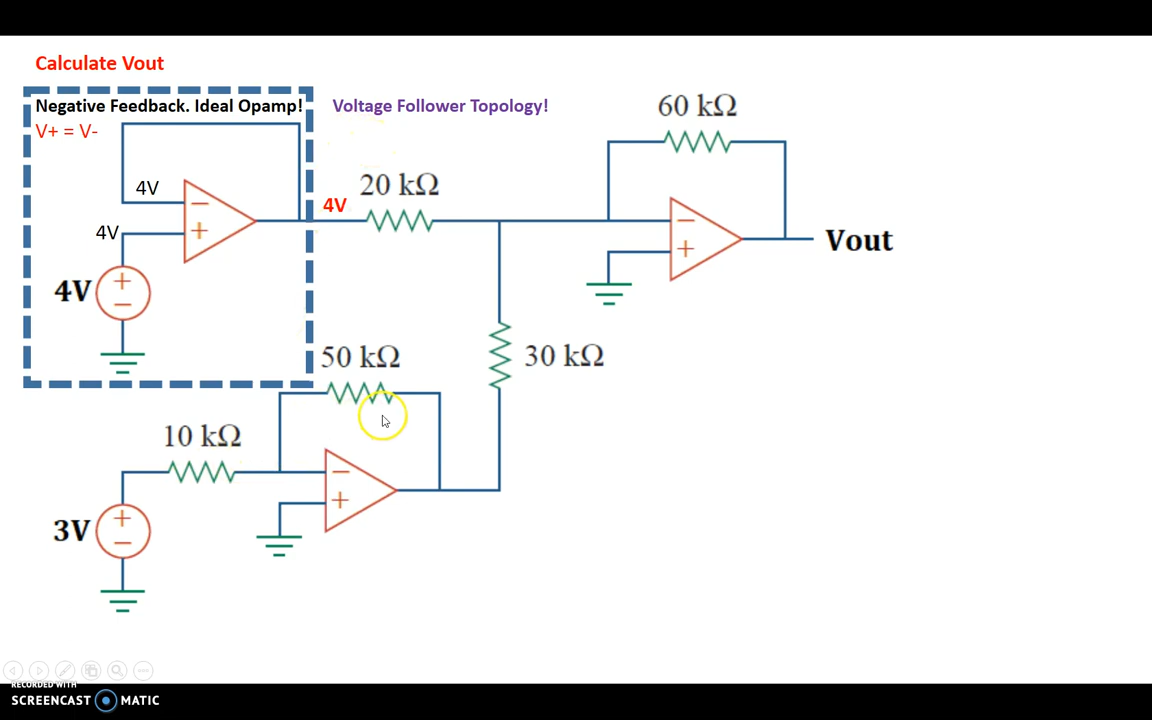 Calculate Vout
Negative Feedback. Ideal Opamp!
Voltage Follower Topology!
V+ = V-
60 kΩ
4V
20 kΩ
4V
4V
4V
Vout
50 kΩ
30 kΩ
10 kΩ
3V
RECORDED WITH
SCREENCAST MATIC